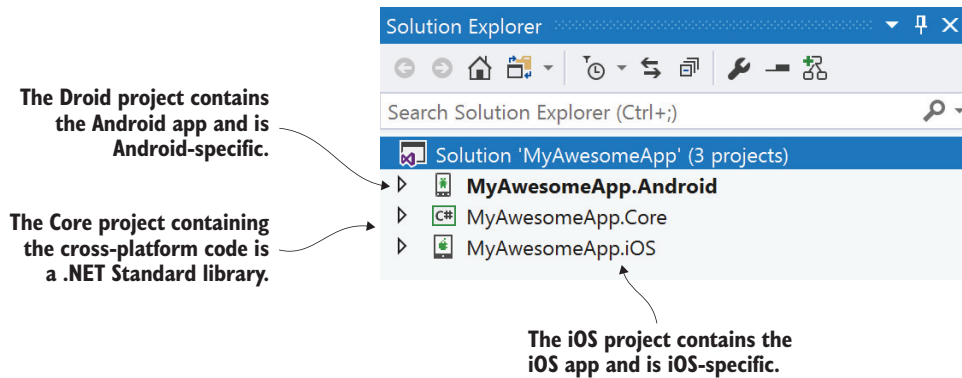 Solution Explorer
Search Solution Explorer (Ctrl+;)
The Droid project contains
the Android app and is
Android-specific.
Solution 'MyAwesomeApp' (3 projects)
MyAwesomeApp.Android
The Core project containing
the cross-platform code is
a .NET Standard library.
C# MyAwesomeApp.Core
MyAwesomeApp.iOS
The iOS project contains the
iOS app and is iOS-specific.